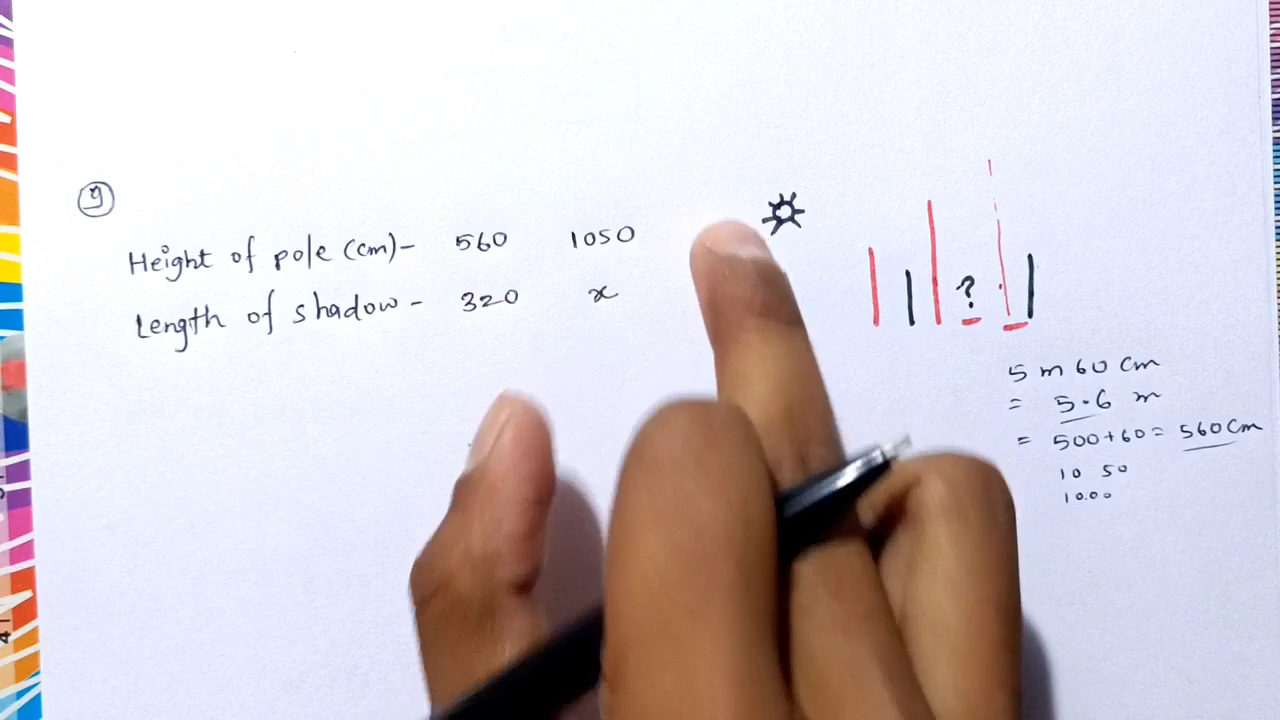 9
Height of pole (cm)- 560 1050
Length of shadow - 320 x
?
5 m 60 cm
= 5.6 m
= 500+60= 560 cm
10 50
10.00